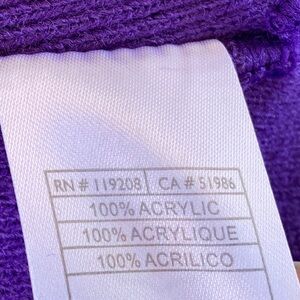 RN # 119208 CA # 51986
100% ACRYLIC
100% ACRYLIQUE
100% ACRILICO